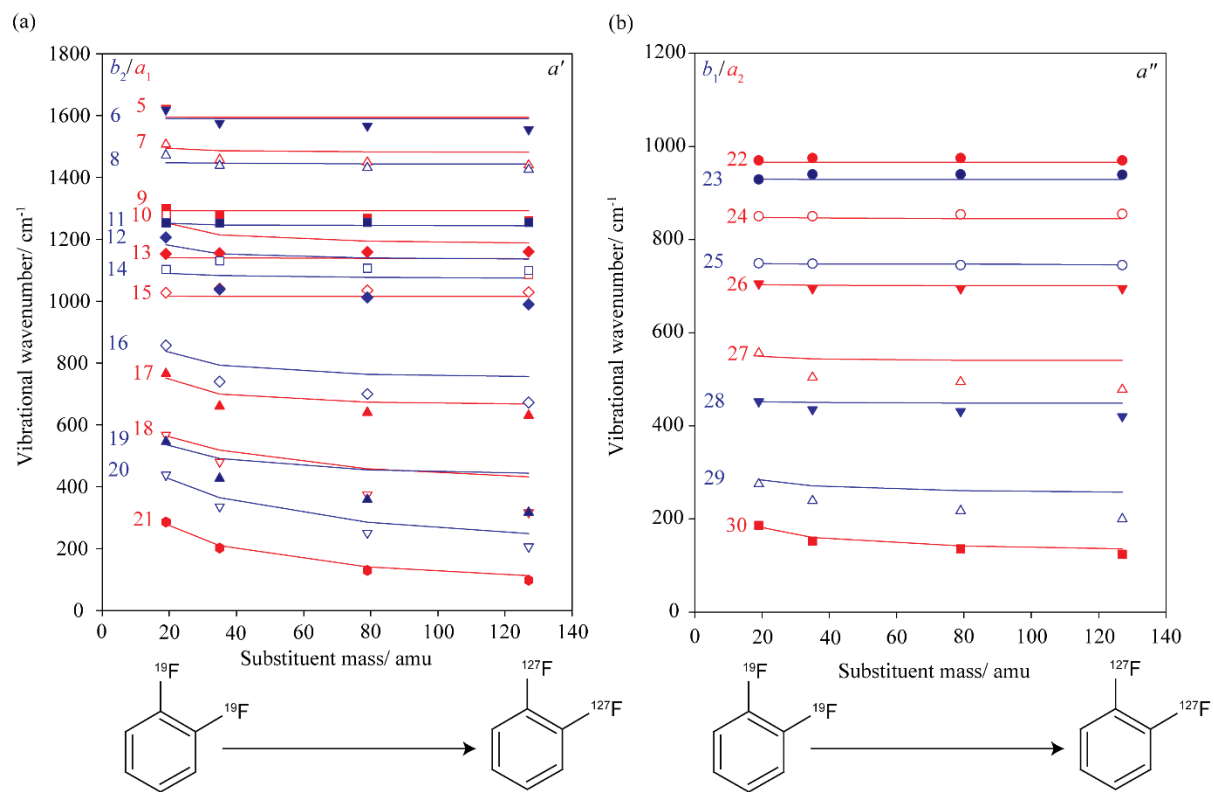 (a)
1800
1600
1400
1200
1000
800
600
400
200
0
Vibrational wavenumber/ cm⁻¹
b₂/a₁
a′
5
6
7
8
9
10
11
12
13
14
15
16
17
18
19
20
21
0 20 40 60 80 100 120 140
Substituent mass/ amu
¹⁹F
¹⁹F
¹²⁷F
¹²⁷F
(b)
1200
1000
800
600
400
200
0
Vibrational wavenumber/ cm⁻¹
b₁/a₂
a″
22
23
24
25
26
27
28
29
30
0 20 40 60 80 100 120 140
Substituent mass/ amu
¹⁹F
¹⁹F
¹²⁷F
¹²⁷F